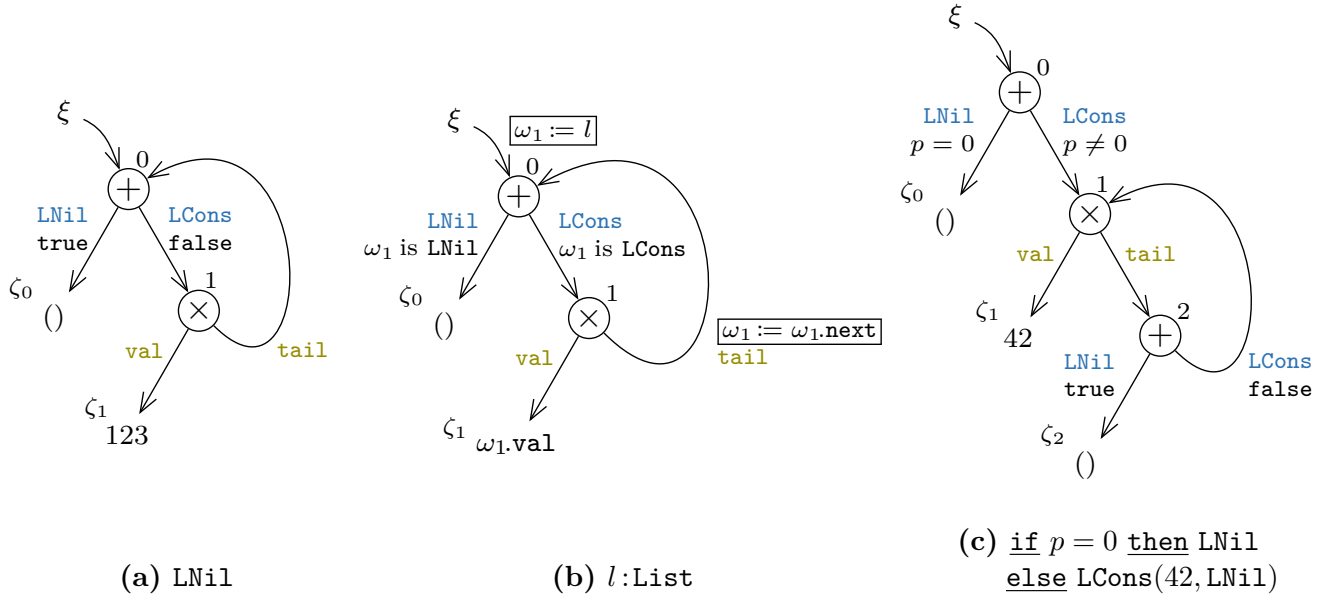 ξ
0
+
LNil
true
LCons
false
ζ₀
()
1
×
val
tail
ζ₁
123
(a) LNil
ξ
ω₁ := l
0
+
LNil
ω₁ is LNil
LCons
ω₁ is LCons
ζ₀
()
1
×
ω₁ := ω₁.next
val
tail
ζ₁
ω₁.val
(b) l : List
ξ
0
+
LNil
p = 0
LCons
p ≠ 0
ζ₀
()
1
×
val
tail
ζ₁
42
2
+
LNil
true
LCons
false
ζ₂
()
(c) if p = 0 then LNil
else LCons(42, LNil)